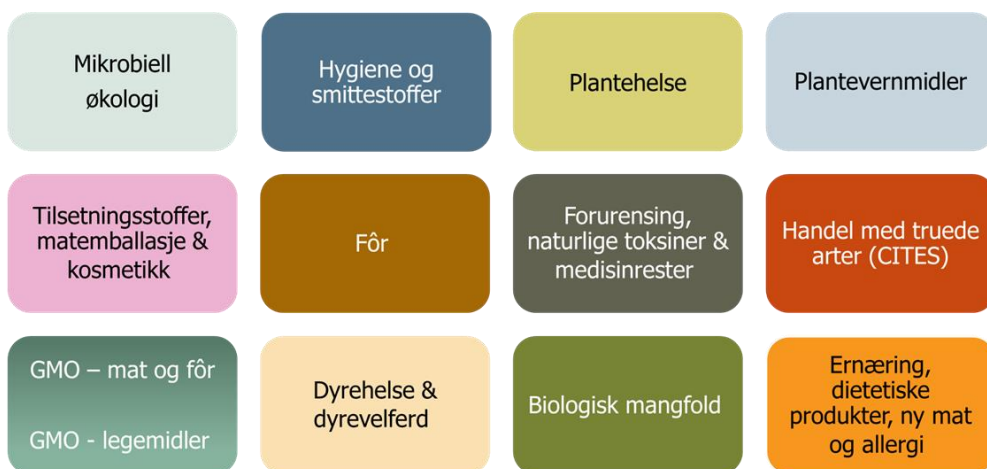 Mikrobiell
økologi
Hygiene og
smittestoffer
Plantehelse
Plantevernmidler
Tilsetningsstoffer,
matemballasje &
kosmetikk
Fôr
Forurensing,
naturlige toksiner &
medisinrester
Handel med truede
arter (CITES)
GMO – mat og fôr
GMO - legemidler
Dyrehelse &
dyrevelferd
Biologisk mangfold
Ernæring,
dietetiske
produkter, ny mat
og allergi